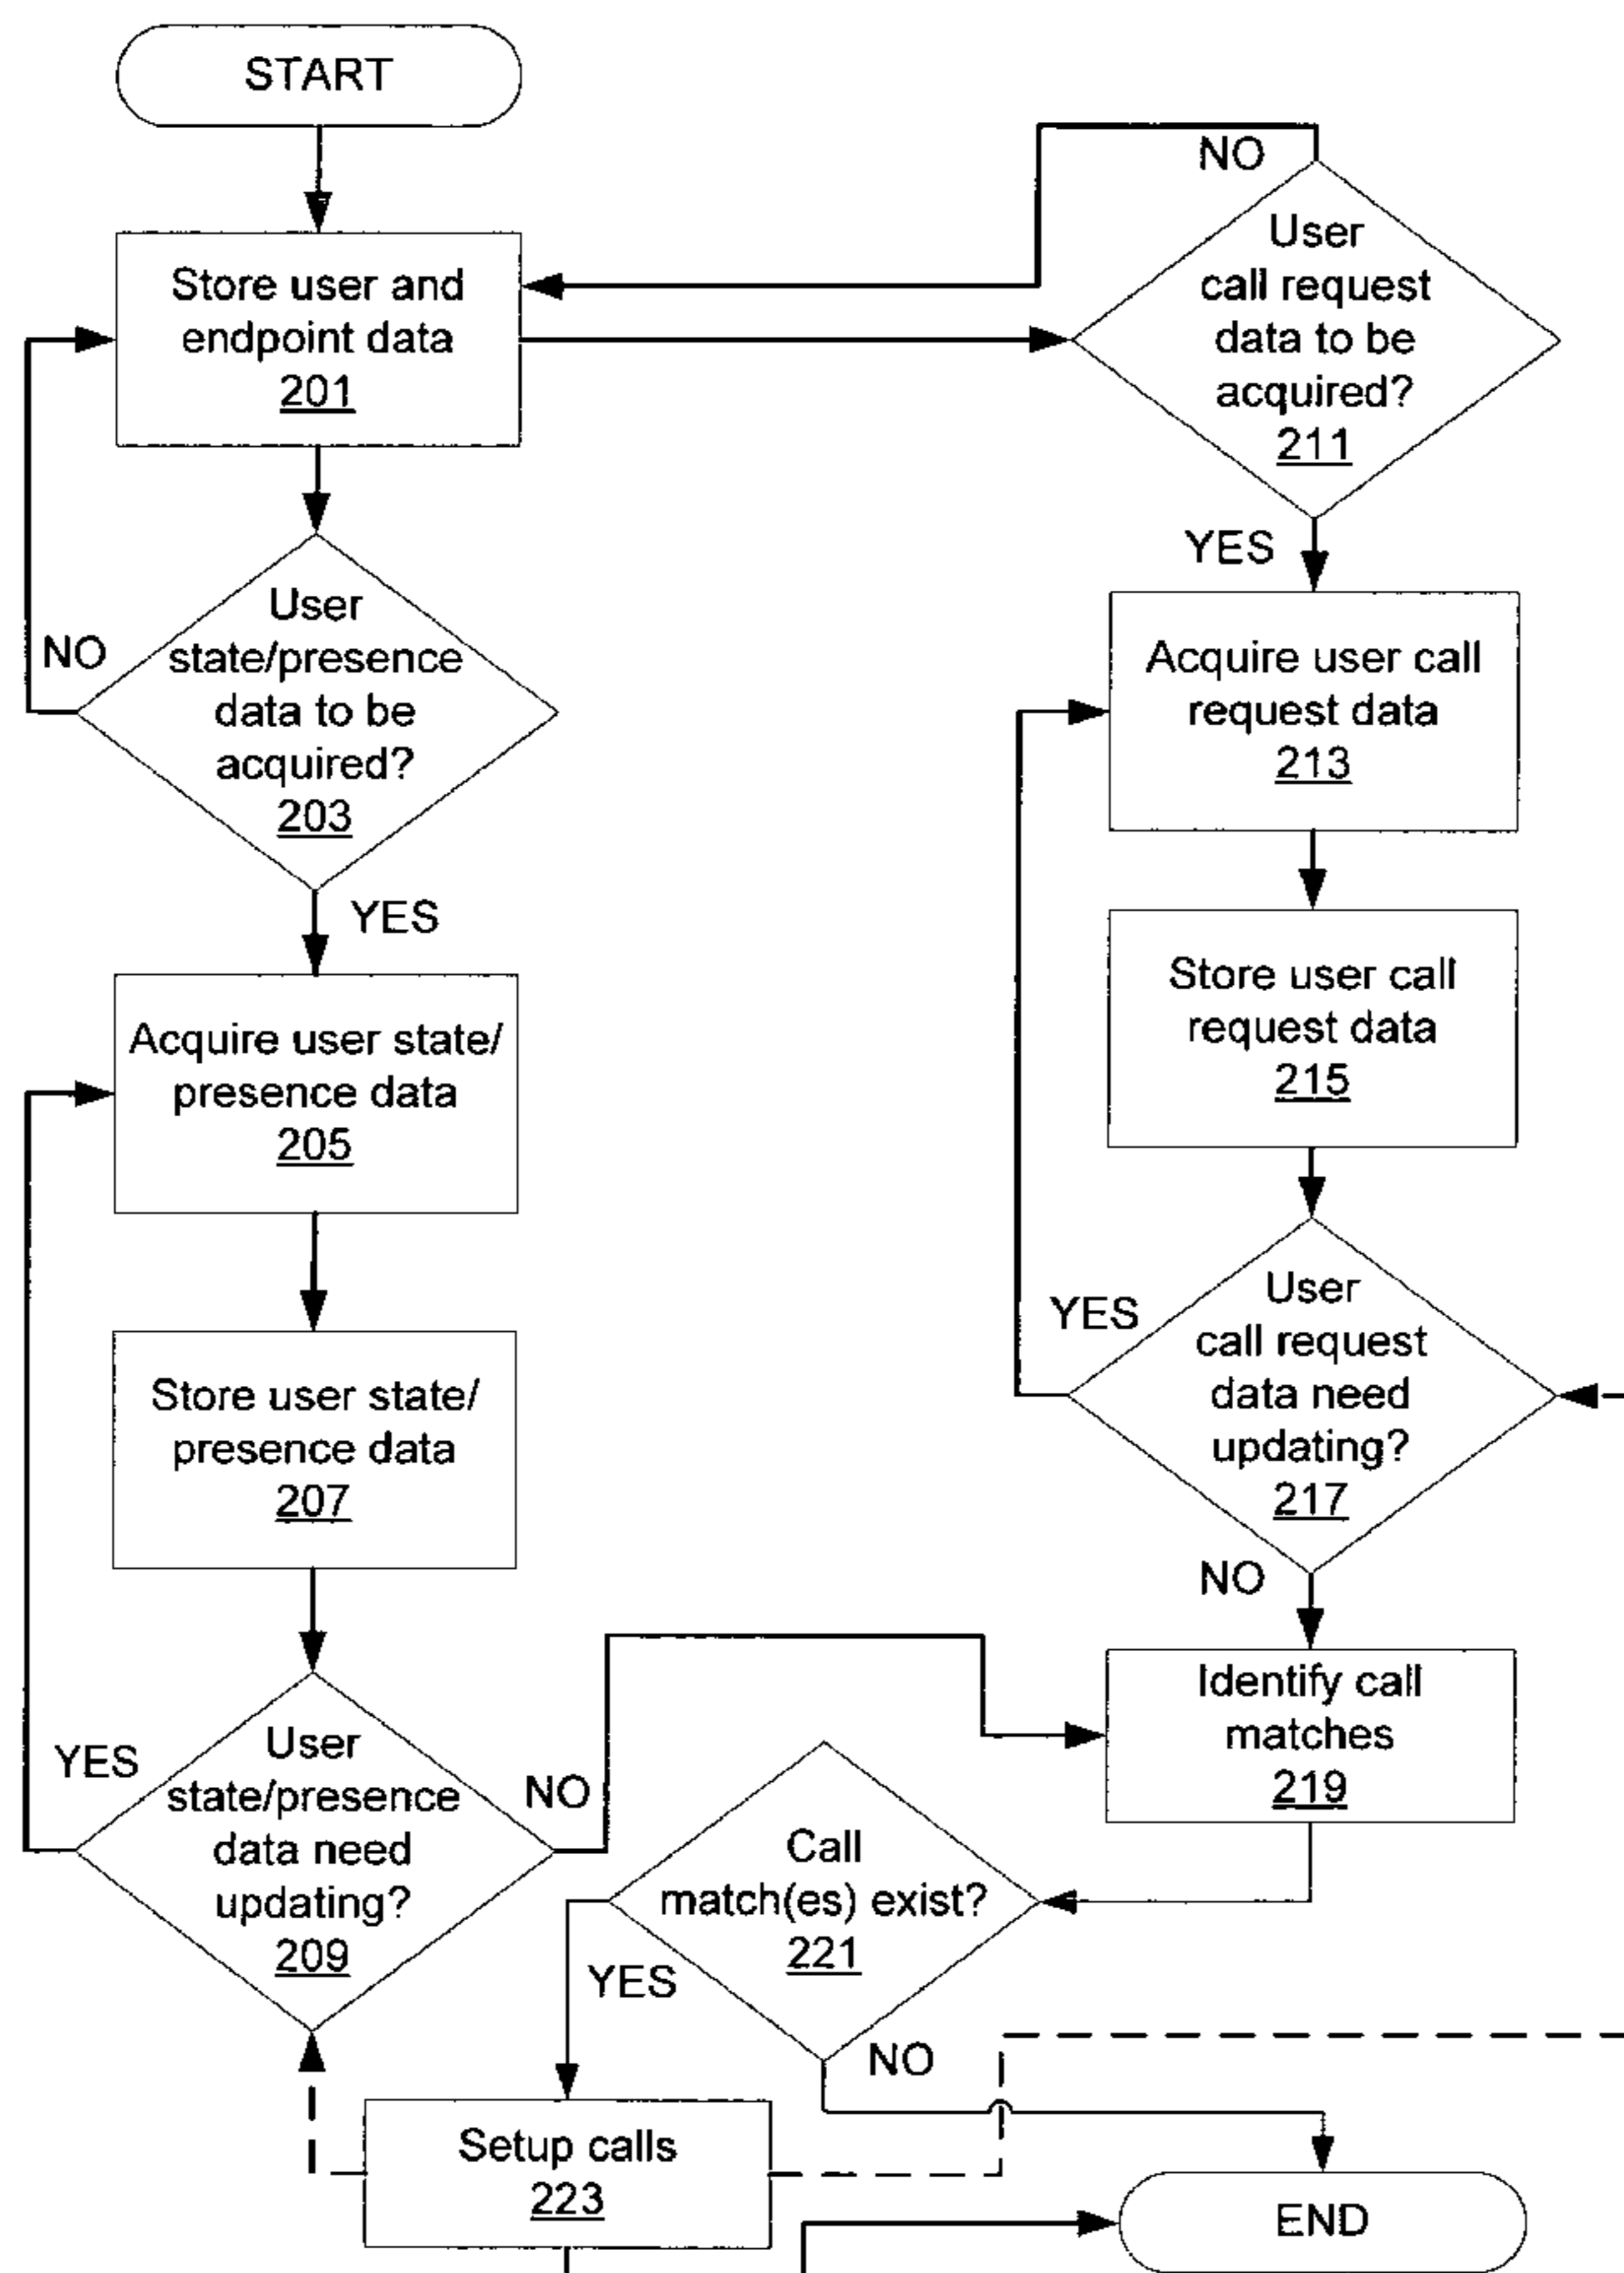 START
Store user and
endpoint data
201
NO
User
call request
data to be
acquired?
211
YES
NO
User
state/presence
data to be
acquired?
203
YES
Acquire user call
request data
213
Acquire user state/
presence data
205
Store user call
request data
215
Store user state/
presence data
207
YES
User
call request
data need
updating?
217
NO
YES
User
state/presence
data need
updating?
209
NO
Identify call
matches
219
Call
match(es) exist?
221
YES
NO
Setup calls
223
END